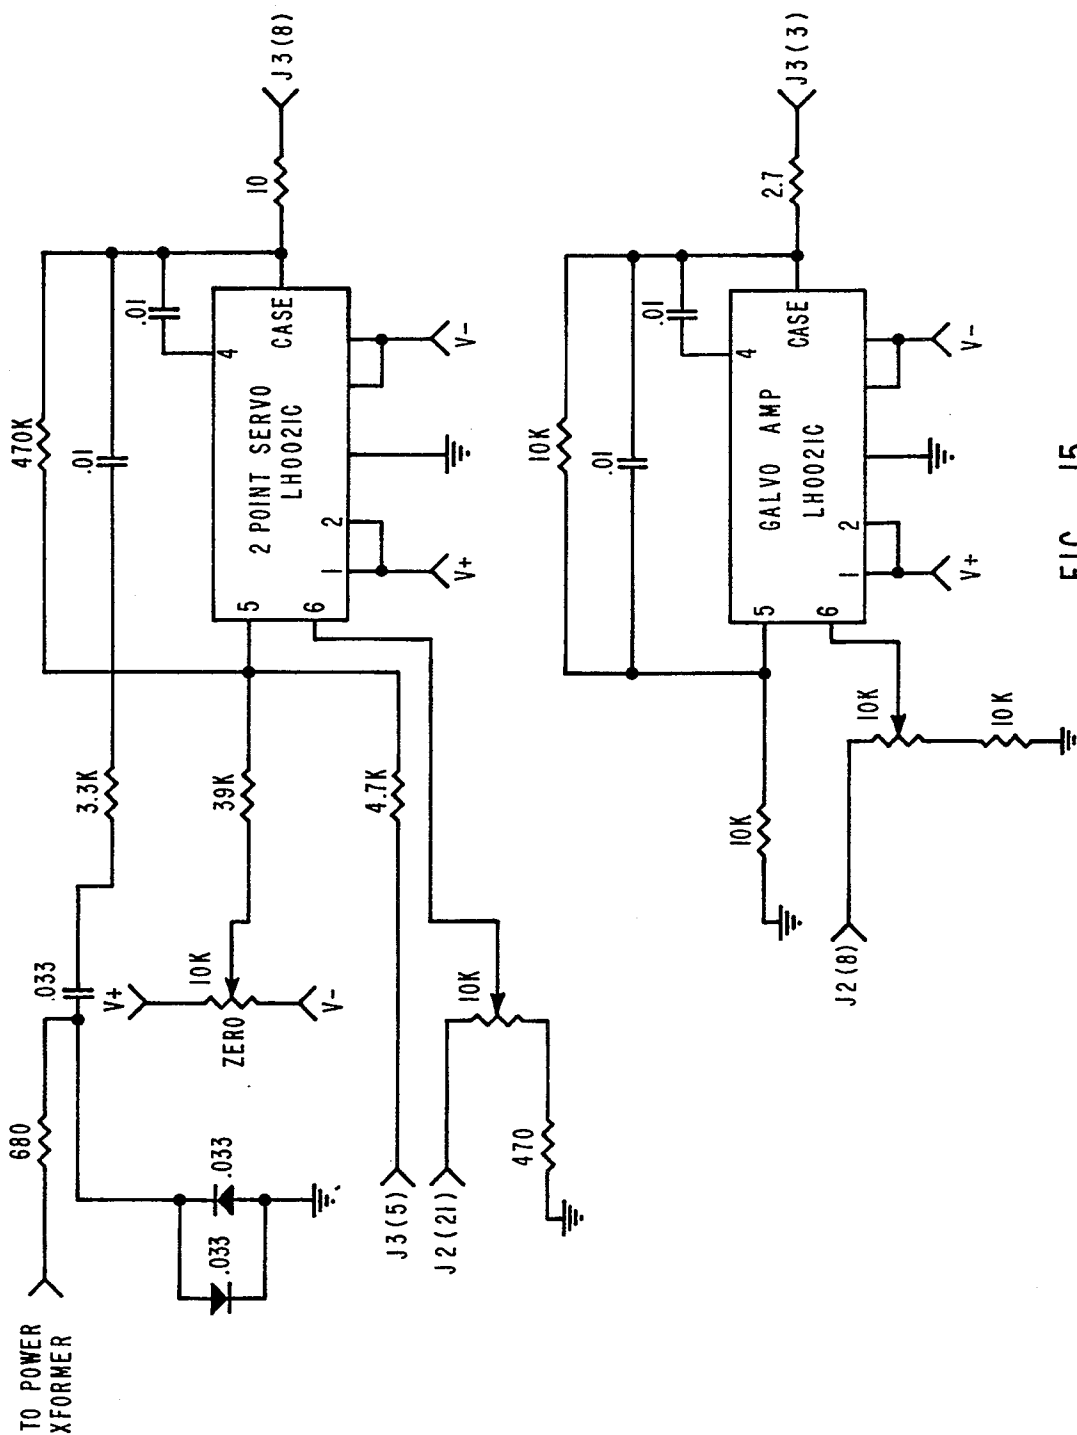 TO POWER
XFORMER
680
.033
3.3K
.01
470K
.033
.033
V+
10K
ZERO
V-
39K
J3(5)
4.7K
J2(21)
10K
470
5
6
1
2
2 POINT SERVO
LH0021C
4
CASE
.01
V+
V-
10
J3(8)
J2(8)
10K
10K
10K
10K
.01
5
6
1
2
GALVO AMP
LH0021C
4
CASE
.01
V+
V-
2.7
J3(3)